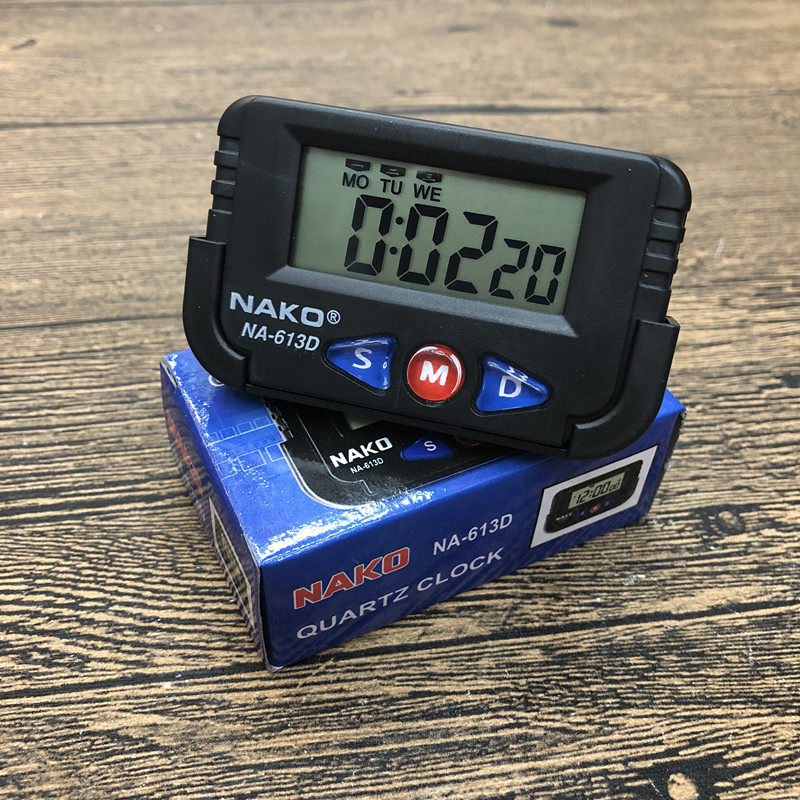 MO TU WE
0:02 20
NAKO®
NA-613D
S M D
NAKO
NA-613D
S
NAKO NA-613D
QUARTZ CLOCK
12:00